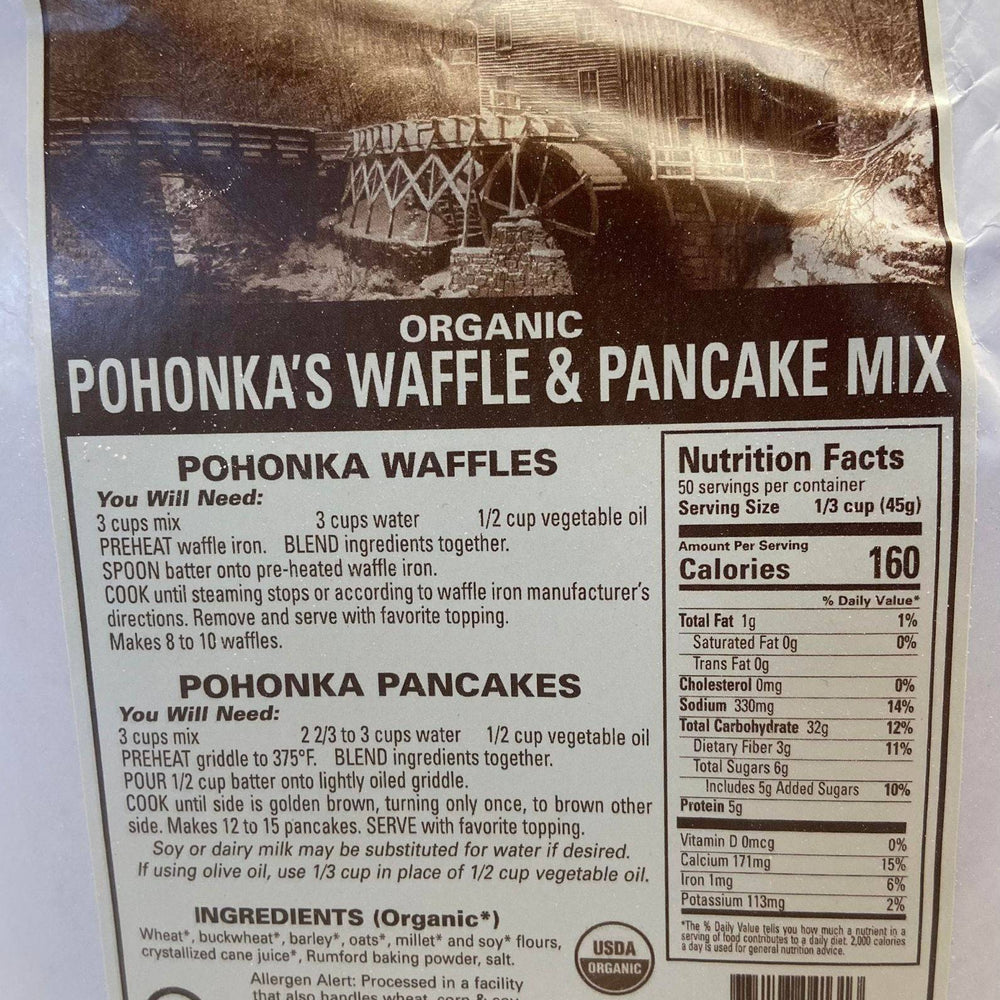 ORGANIC
POHONKA'S WAFFLE & PANCAKE MIX
POHONKA WAFFLES
You Will Need:
3 cups mix 3 cups water 1/2 cup vegetable oil
PREHEAT waffle iron. BLEND ingredients together.
SPOON batter onto pre-heated waffle iron.
COOK until steaming stops or according to waffle iron manufacturer's
directions. Remove and serve with favorite topping.
Makes 8 to 10 waffles.
POHONKA PANCAKES
You Will Need:
3 cups mix 2 2/3 to 3 cups water 1/2 cup vegetable oil
PREHEAT griddle to 375°F. BLEND ingredients together.
POUR 1/2 cup batter onto lightly oiled griddle.
COOK until side is golden brown, turning only once, to brown other
side. Makes 12 to 15 pancakes. SERVE with favorite topping.
Soy or dairy milk may be substituted for water if desired.
If using olive oil, use 1/3 cup in place of 1/2 cup vegetable oil.
INGREDIENTS (Organic*)
Wheat*, buckwheat*, barley*, oats*, millet* and soy* flours,
crystallized cane juice*, Rumford baking powder, salt.
Allergen Alert: Processed in a facility
that also handles wheat, corn & soy
USDA
ORGANIC
Nutrition Facts
50 servings per container
Serving Size 1/3 cup (45g)
Amount Per Serving
Calories 160
% Daily Value*
Total Fat 1g 1%
Saturated Fat 0g 0%
Trans Fat 0g
Cholesterol 0mg 0%
Sodium 330mg 14%
Total Carbohydrate 32g 12%
Dietary Fiber 3g 11%
Total Sugars 6g
Includes 5g Added Sugars 10%
Protein 5g
Vitamin D 0mcg 0%
Calcium 171mg 15%
Iron 1mg 6%
Potassium 113mg 2%
*The % Daily Value tells you how much a nutrient in a
serving of food contributes to a daily diet. 2,000 calories
a day is used for general nutrition advice.